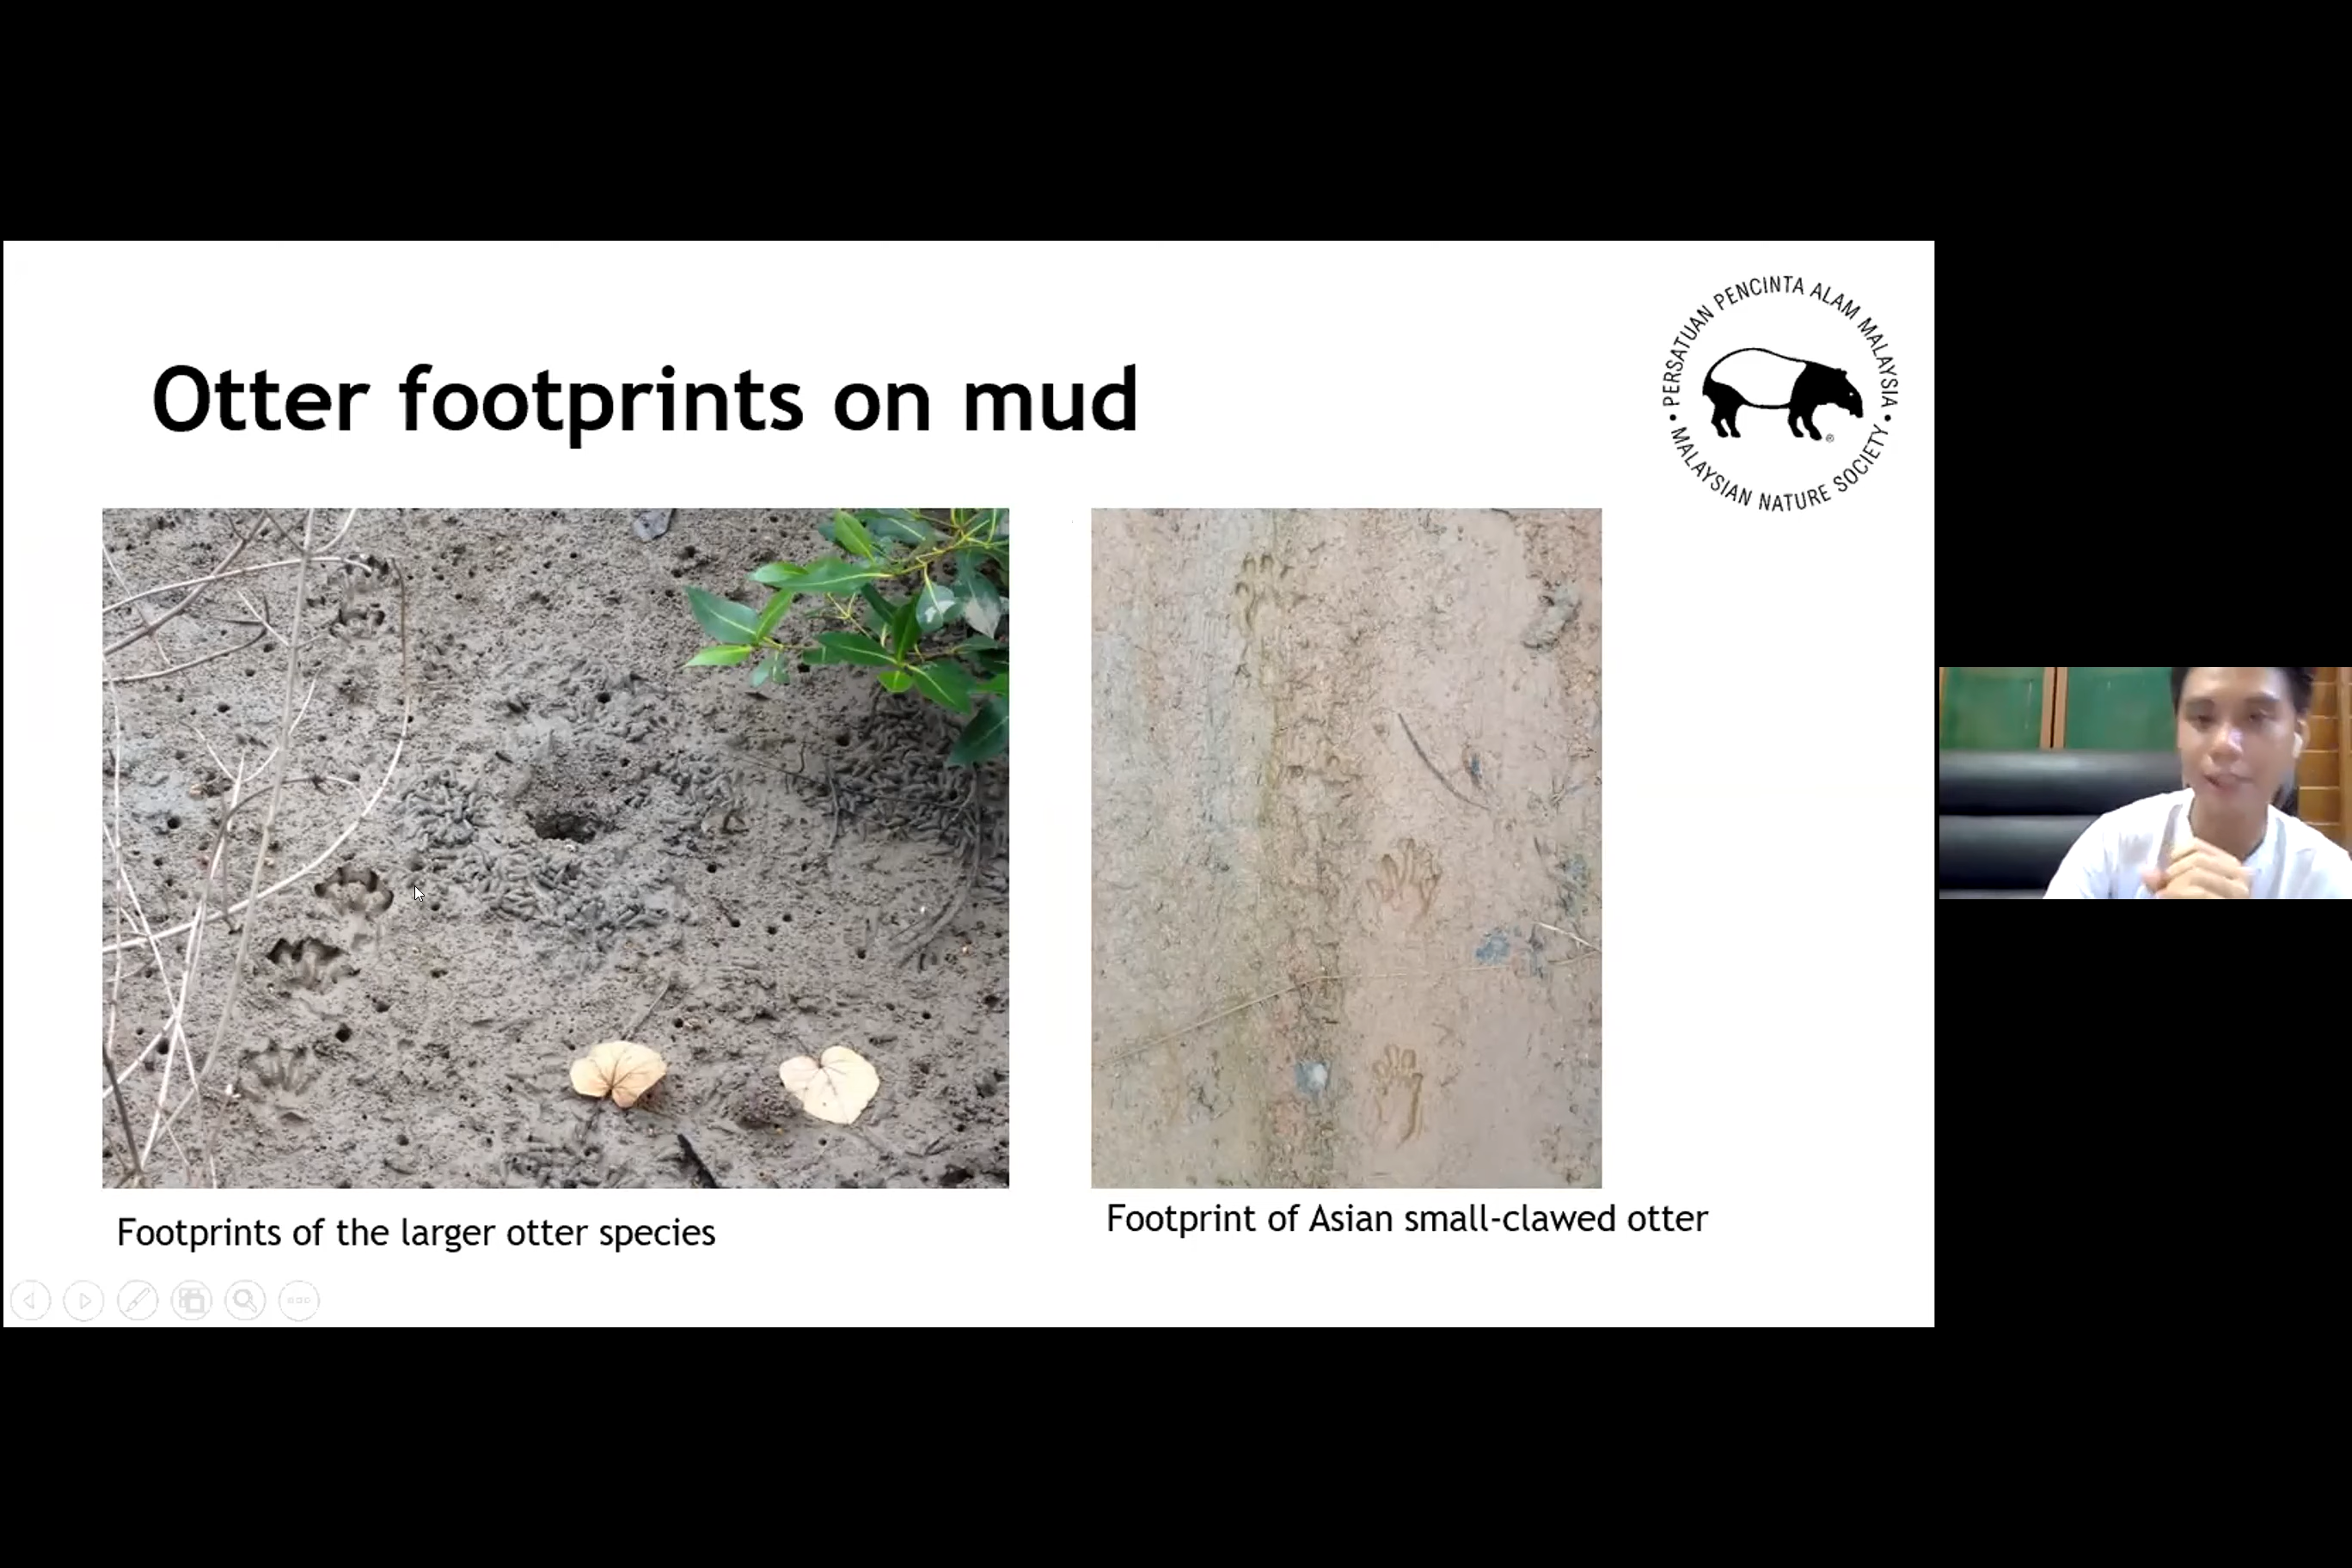 Otter footprints on mud
PERSATUAN PENCINTA ALAM MALAYSIA
MALAYSIAN NATURE SOCIETY
®
Footprints of the larger otter species
Footprint of Asian small-clawed otter